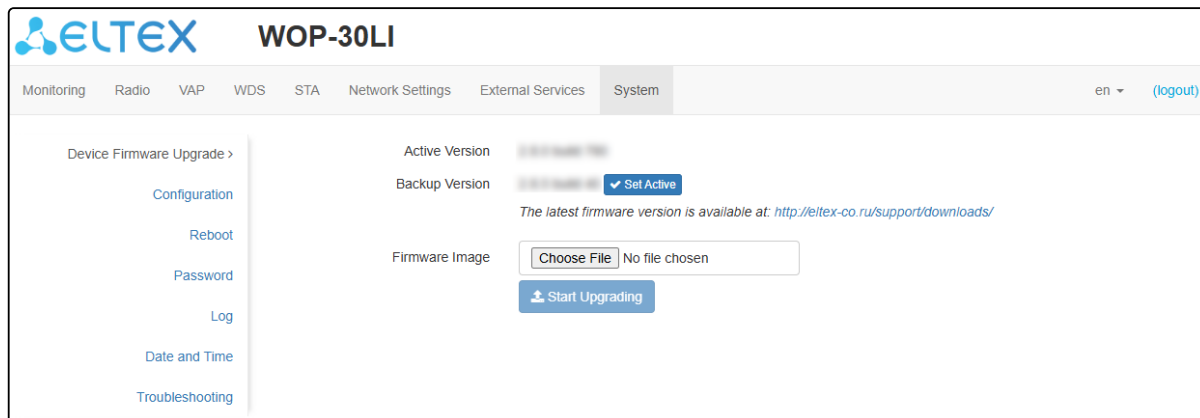 ELTEX WOP-30LI
Monitoring Radio VAP WDS STA Network Settings External Services System en (logout)
Device Firmware Upgrade >
Configuration
Reboot
Password
Log
Date and Time
Troubleshooting
Active Version
Backup Version Set Active
The latest firmware version is available at: http://eltex-co.ru/support/downloads/
Firmware Image Choose File No file chosen
Start Upgrading